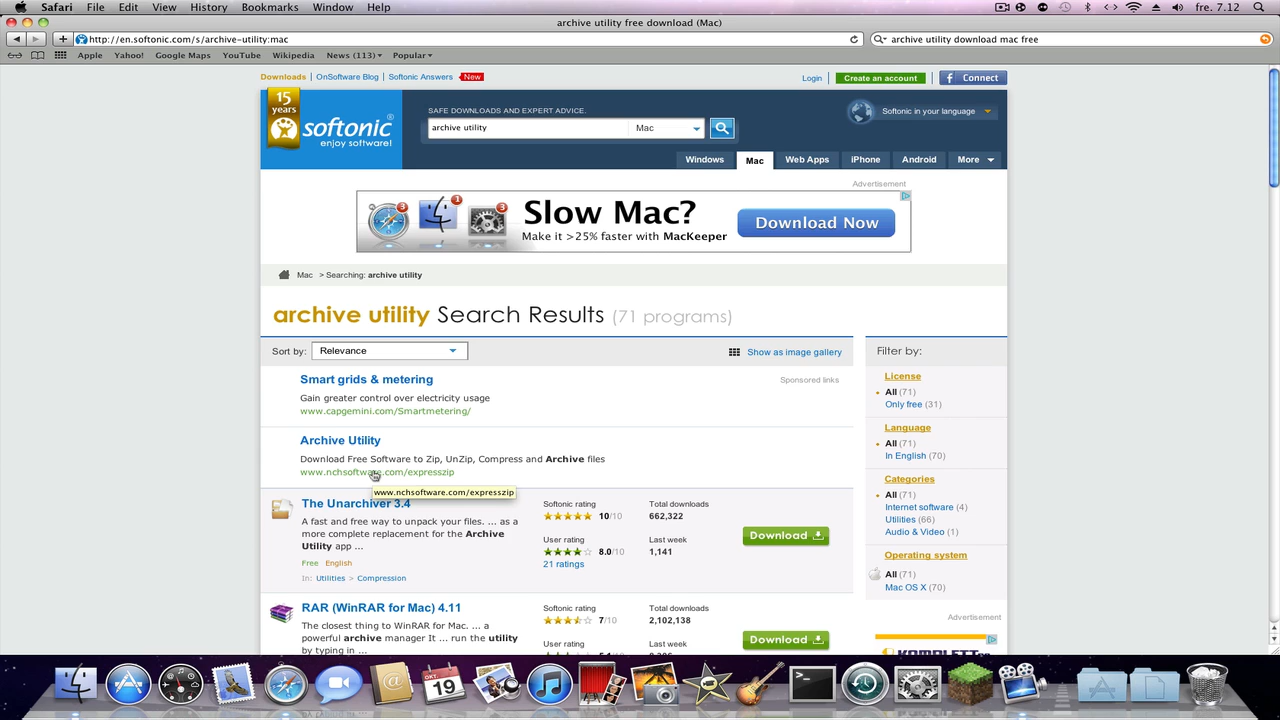 Safari File Edit View History Bookmarks Window Help fre. 7.12
archive utility free download (Mac)
http://en.softonic.com/s/archive-utility:mac
archive utility download mac free
Apple Yahoo! Google Maps YouTube Wikipedia News (113) Popular
Downloads OnSoftware Blog Softonic Answers New
Login Create an account f Connect
15 years
softonic®
enjoy software!
SAFE DOWNLOADS AND EXPERT ADVICE.
archive utility Mac
Softonic in your language
Windows Mac Web Apps iPhone Android More
Advertisement
3 1 3
Slow Mac?
Make it >25% faster with MacKeeper
Download Now
Mac > Searching: archive utility
archive utility Search Results (71 programs)
Sort by: Relevance
Show as image gallery
Smart grids & metering
Sponsored links
Gain greater control over electricity usage
www.capgemini.com/Smartmetering/
Archive Utility
Download Free Software to Zip, UnZip, Compress and Archive files
www.nchsoftware.com/expresszip
www.nchsoftware.com/expresszip
The Unarchiver 3.4
A fast and free way to unpack your files. ... as a
more complete replacement for the Archive
Utility app ...
Free English
In: Utilities > Compression
Softonic rating
10/10
User rating
8.0/10
21 ratings
Total downloads
662,322
Last week
1,141
Download
RAR (WinRAR for Mac) 4.11
The closest thing to WinRAR for Mac. ... a
powerful archive manager It ... run the utility
by typing in ...
Softonic rating
7/10
Total downloads
2,102,138
Download
Filter by:
License
All (71)
Only free (31)
Language
All (71)
In English (70)
Categories
All (71)
Internet software (4)
Utilities (66)
Audio & Video (1)
Operating system
All (71)
Mac OS X (70)
Advertisement
OKT.
19